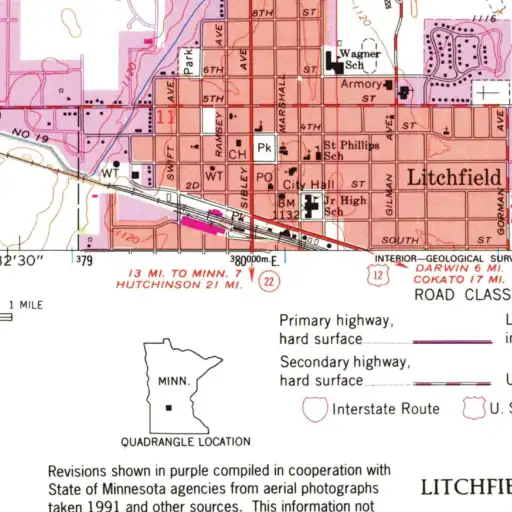 8TH ST
1120
1116
AVE
AVE
Wagner
Sch
Park
6TH ST
1120
Armory
5TH ST
AVE
11
RAMSEY
MARSHALL
4TH
AVE
ST
AVE
NO 19
CH
Pk
St Phillips
Sch
SWIFT
WT
WT
PO
Litchfield
2D
City Hall
ST
SIBLEY
BM
1132
Jr High
Sch
GILMAN
GORMAN
Pk
1120
SOUTH ST
32'30"
379
380000m.E.
INTERIOR—GEOLOGICAL SURV
13 MI. TO MINN. 7
HUTCHINSON 21 MI.
22
12
DARWIN 6 MI.
COKATO 17 MI.
1 MILE
ROAD CLASS
Primary highway,
hard surface
L
Secondary highway,
hard surface
U
Interstate Route
U. S
MINN.
QUADRANGLE LOCATION
Revisions shown in purple compiled in cooperation with
State of Minnesota agencies from aerial photographs
taken 1991 and other sources. This information not
LITCHFIE